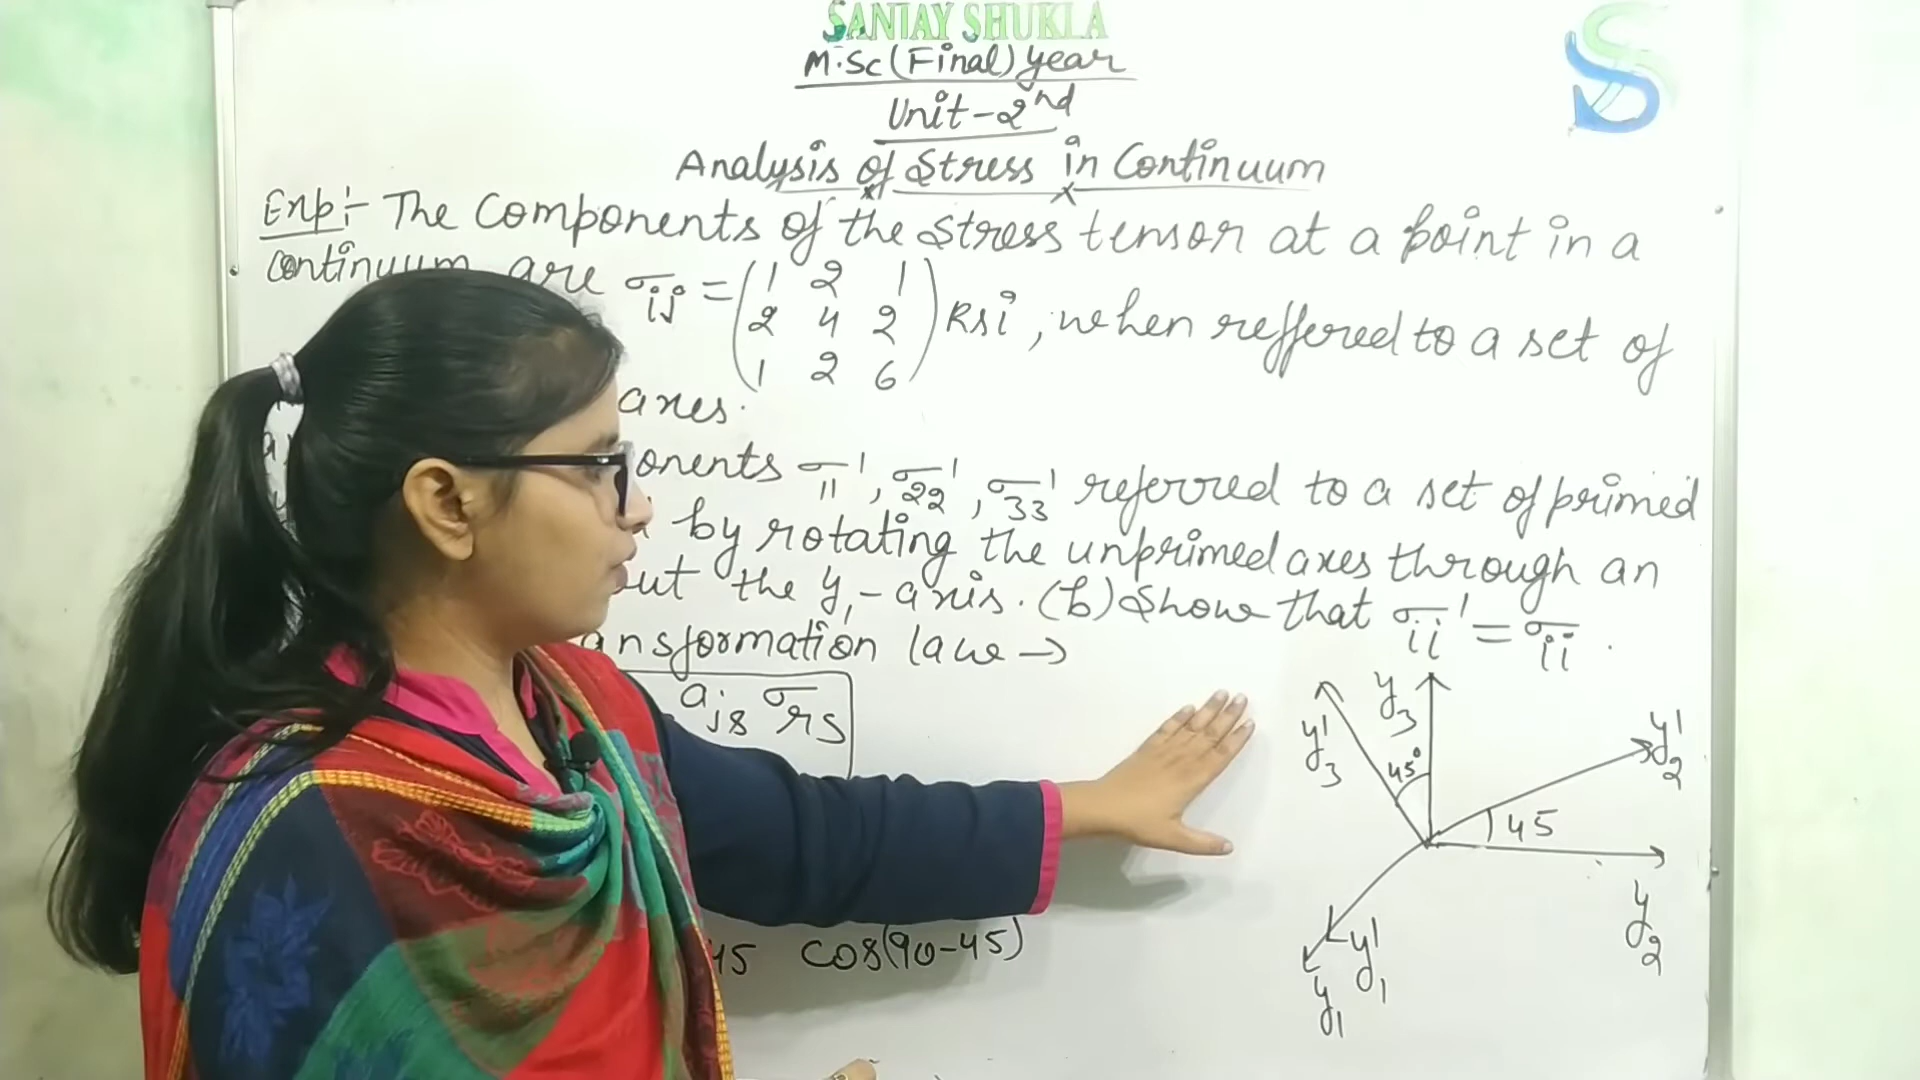 SANJAY SHUKLA
M.Sc (Final) year
Unit-2nd
Analysis of Stress in Continuum
Exp:- The Components of the Stress tensor at a point in a
continuum are σij = (1 2 1
2 4 2
1 2 6) Ksi, when reffered to a set of
axes.
onents σ11', σ22', σ33' referred to a set of primed
by rotating the unprimed axes through an
out the y1-axis. (b) Show that σii' = σii.
ansformation law →
ajs σrs
45 cos(90-45)
y3'
y3
y2'
45°
45
y2
y1'
y1